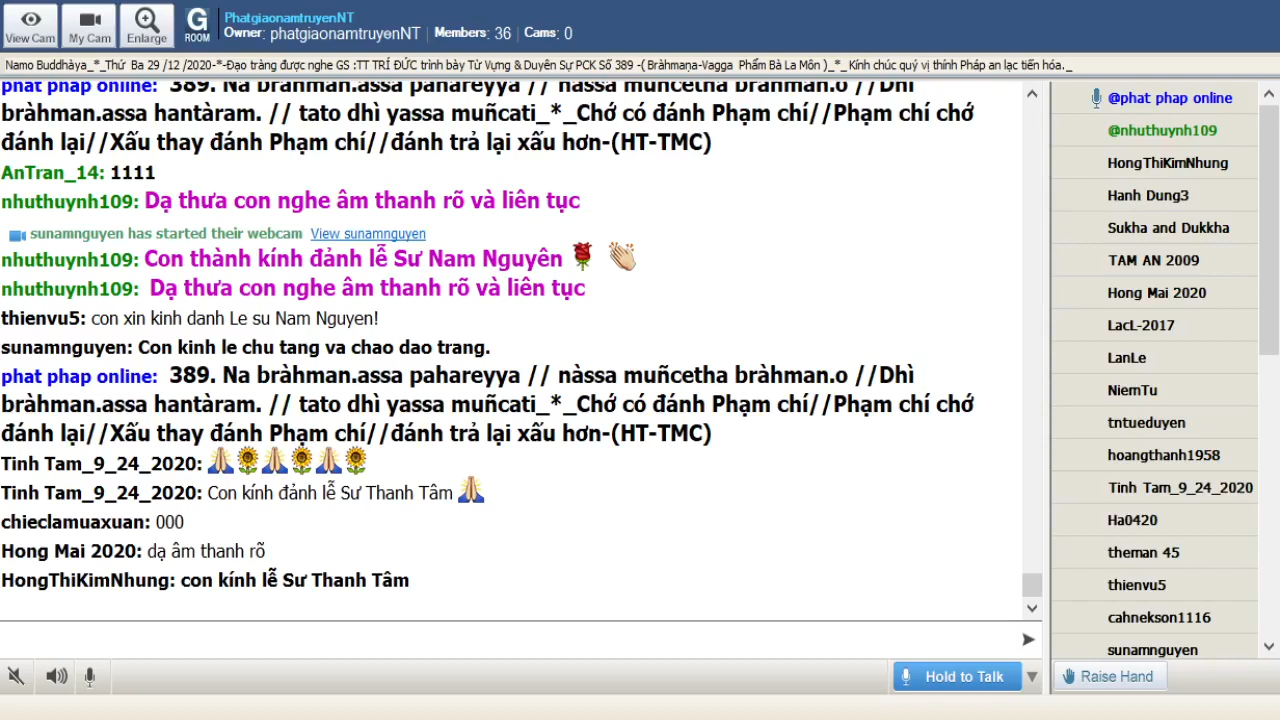 View Cam
My Cam
Enlarge
G
ROOM
PhatgiaonamtruyenNT
Owner: phatgiaonamtruyenNT | Members: 36 | Cams: 0
Namo Buddhàya_*_Thứ Ba 29 /12 /2020-*-Đạo tràng được nghe GS :TT TRÍ ĐỨC trình bày Từ Vựng & Duyên Sự PCK Số 389 -( Bràhmaṇa-Vagga Phẩm Bà La Môn )_*_ Kính chúc quý vị thính Pháp an lạc tiến hóa._
phat phap online: 389. Na bràhman.assa pahareyya // nàssa muñcetha bràhman.o //Dhì
bràhman.assa hantàram. // tato dhì yassa muñcati_*_Chớ có đánh Phạm chí//Phạm chí chớ
đánh lại//Xấu thay đánh Phạm chí//đánh trả lại xấu hơn-(HT-TMC)
AnTran_14: 1111
nhuthuynh109: Dạ thưa con nghe âm thanh rõ và liên tục
sunamnguyen has started their webcam View sunamnguyen
nhuthuynh109: Con thành kính đảnh lễ Sư Nam Nguyên 🌹 👏
nhuthuynh109: Dạ thưa con nghe âm thanh rõ và liên tục
thienvu5: con xin kinh danh Le su Nam Nguyen!
sunamnguyen: Con kinh le chu tang va chao dao trang.
phat phap online: 389. Na bràhman.assa pahareyya // nàssa muñcetha bràhman.o //Dhì
bràhman.assa hantàram. // tato dhì yassa muñcati_*_Chớ có đánh Phạm chí//Phạm chí chớ
đánh lại//Xấu thay đánh Phạm chí//đánh trả lại xấu hơn-(HT-TMC)
Tinh Tam_9_24_2020: 🙏🌻🙏🌻🙏🌻
Tinh Tam_9_24_2020: Con kính đảnh lễ Sư Thanh Tâm 🙏
chieclamuaxuan: 000
Hong Mai 2020: dạ âm thanh rõ
HongThiKimNhung: con kính lễ Sư Thanh Tâm
Hold to Talk
@phat phap online
@nhuthuynh109
HongThiKimNhung
Hanh Dung3
Sukha and Dukkha
TAM AN 2009
Hong Mai 2020
LacL-2017
LanLe
NiemTu
tntueduyen
hoangthanh1958
Tinh Tam_9_24_2020
Ha0420
theman 45
thienvu5
cahnekson1116
sunamnguyen
Raise Hand